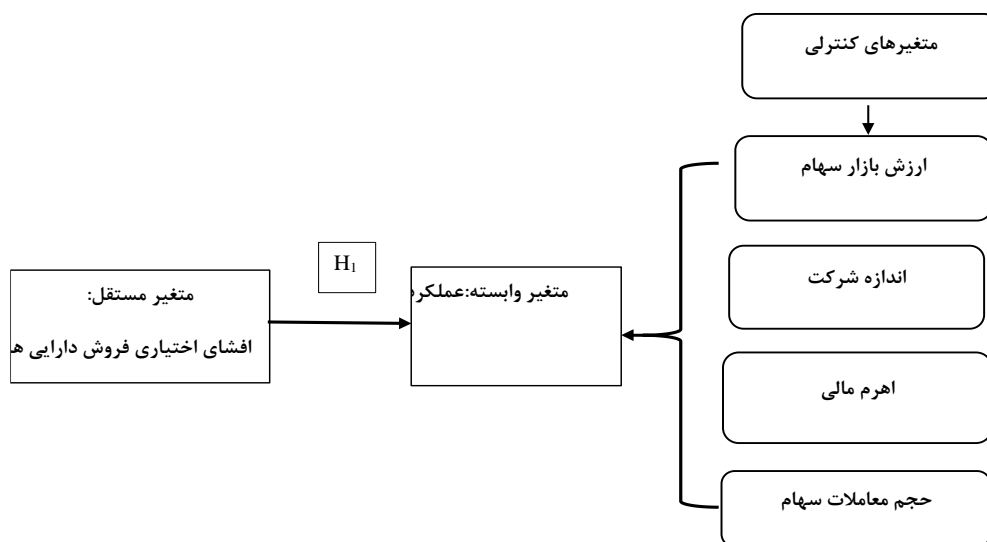 متغیرهای کنترلی
ارزش بازار سهام
اندازه شرکت
اهرم مالی
حجم معاملات سهام
H₁
متغیر وابسته:عملکرد
متغیر مستقل:
افشای اختیاری فروش دارایی ه